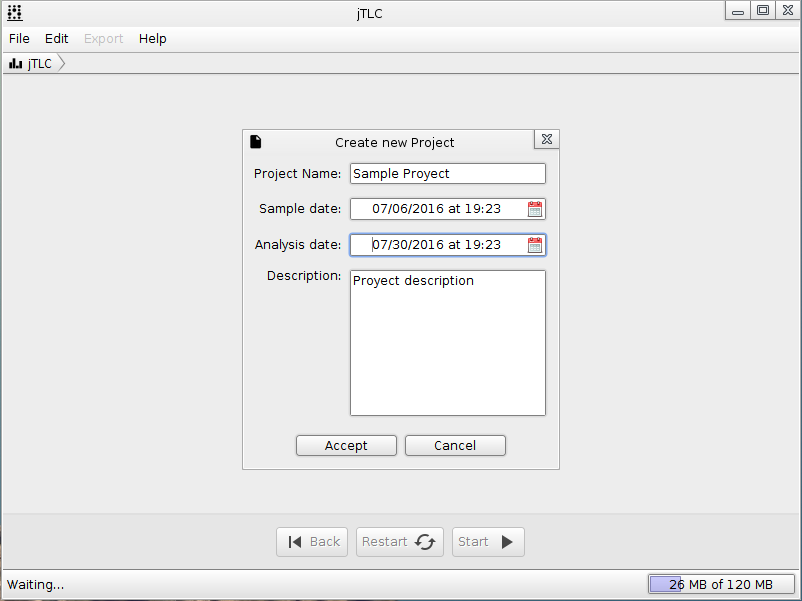 jTLC
File Edit Export Help
jTLC
Create new Project
Project Name: Sample Proyect
Sample date: 07/06/2016 at 19:23
Analysis date: 07/30/2016 at 19:23
Description: Proyect description
Accept Cancel
Back Restart Start
Waiting... 26 MB of 120 MB